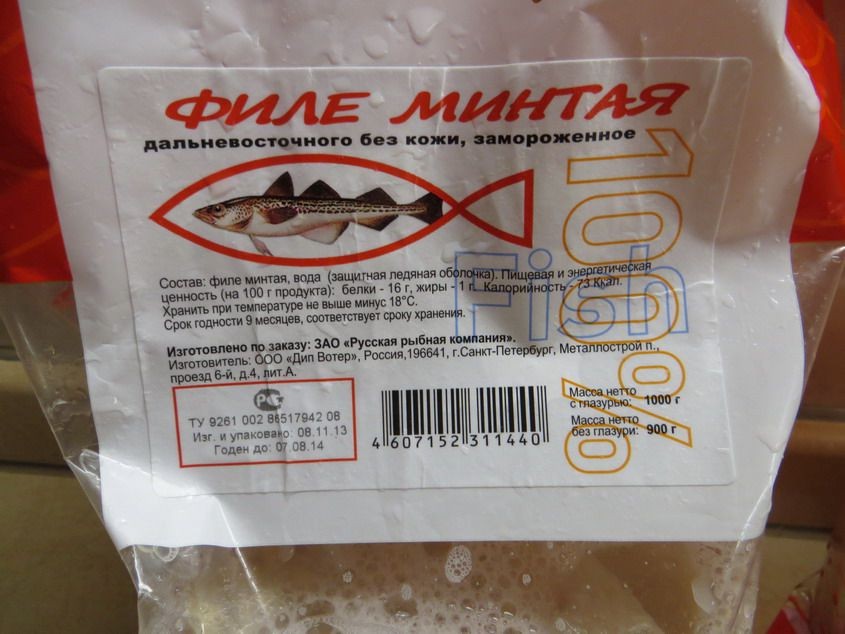 ФИЛЕ МИНТАЯ
дальневосточного без кожи, замороженное
100% Fish
Состав: филе минтая, вода (защитная ледяная оболочка). Пищевая и энергетическая
ценность (на 100 г продукта): белки - 16 г, жиры - 1 г. Калорийность - 73 Ккал.
Хранить при температуре не выше минус 18°С.
Срок годности 9 месяцев, соответствует сроку хранения.
Изготовлено по заказу: ЗАО «Русская рыбная компания».
Изготовитель: ООО «Дип Вотер», Россия,196641, г.Санкт-Петербург, Металлострой п.,
проезд 6-й, д.4, лит.А.
РСТ
ТУ 9261 002 86517942 08
Изг. и упаковано: 08.11.13
Годен до: 07.08.14
4 607152 311440
Масса нетто
с глазурью: 1000 г
Масса нетто
без глазури: 900 г